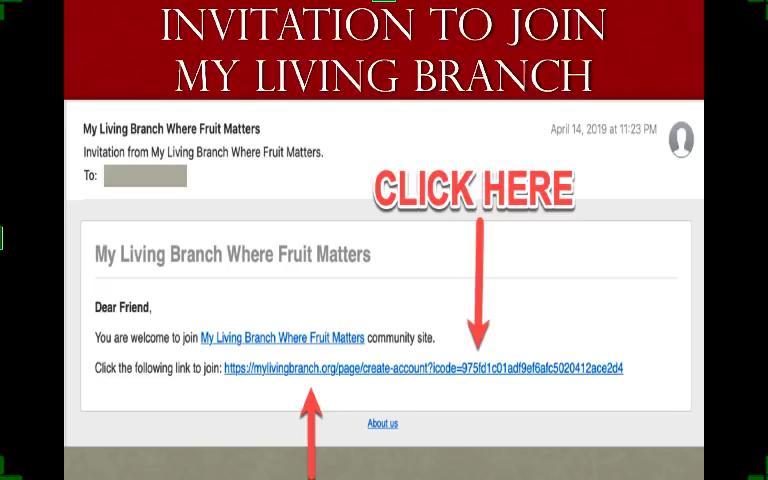 INVITATION TO JOIN
MY LIVING BRANCH
My Living Branch Where Fruit Matters
April 14, 2019 at 11:23 PM
Invitation from My Living Branch Where Fruit Matters.
To:
CLICK HERE
My Living Branch Where Fruit Matters
Dear Friend,
You are welcome to join My Living Branch Where Fruit Matters community site.
Click the following link to join: https://mylivingbranch.org/page/create-account?icode=975fd1c01adf9ef6afc5020412ace2d4
About us